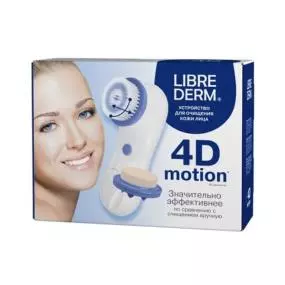 LIBRE
DERM®
УСТРОЙСТВО
ДЛЯ ОЧИЩЕНИЯ
КОЖИ ЛИЦА
4D
motion
Значительно
эффективнее
по сравнению с
очищением вручную